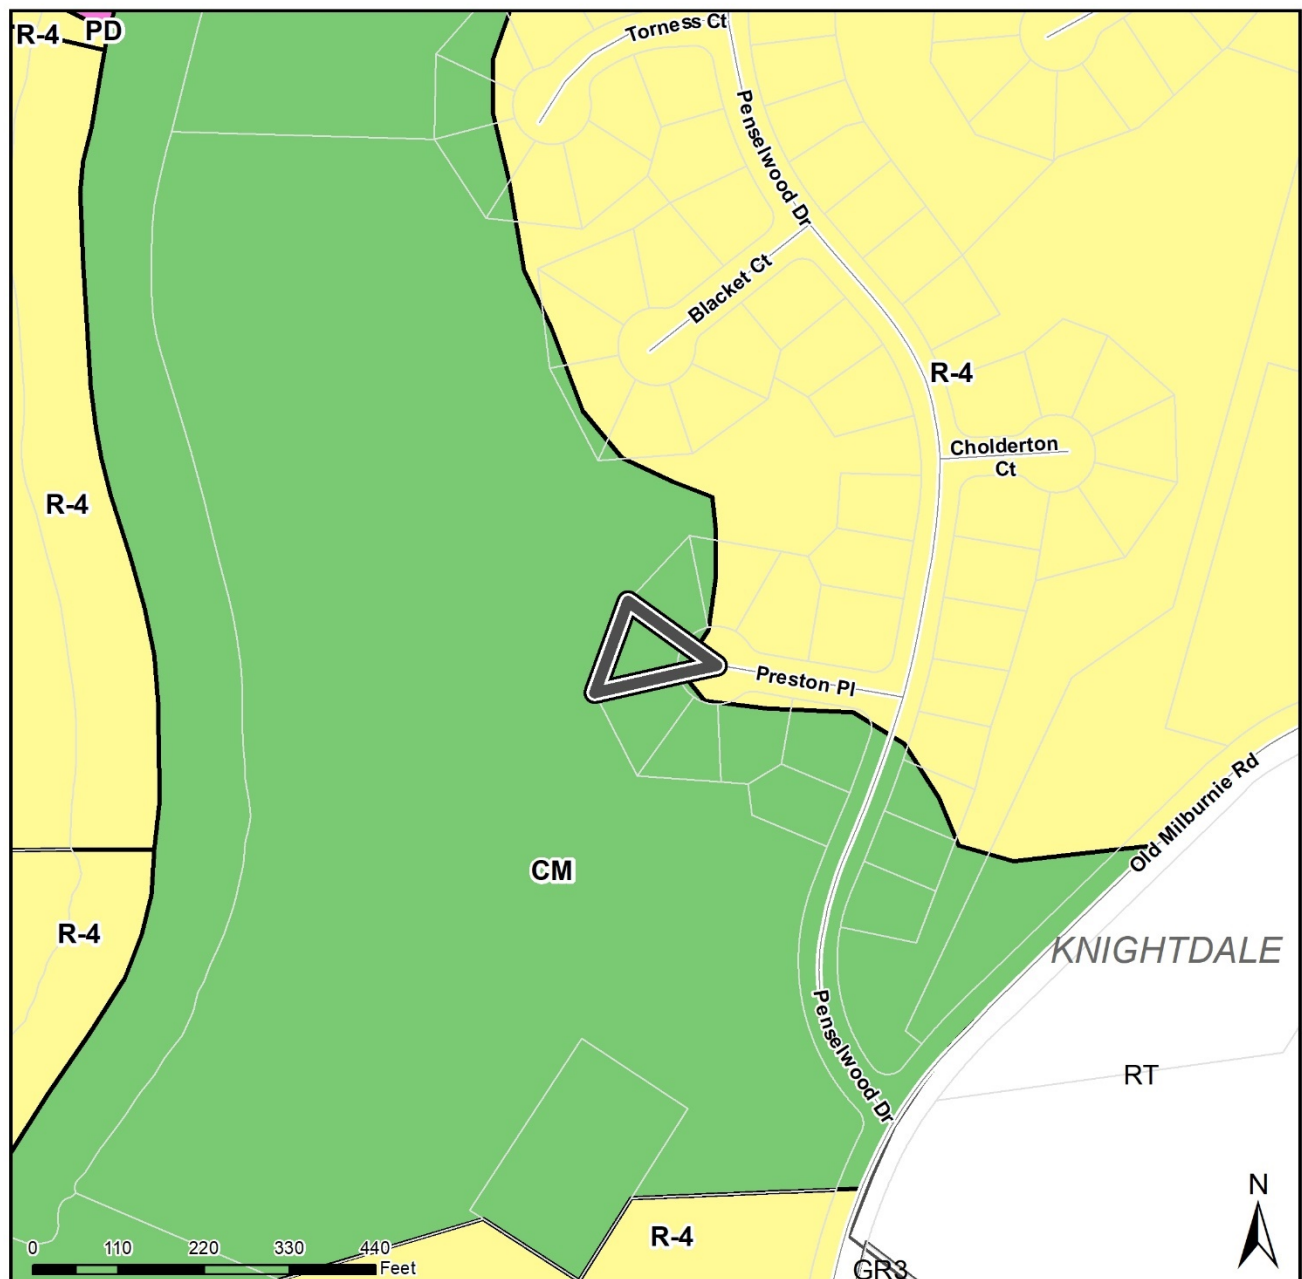 R-4
PD
Torness Ct
Penselwood Dr
Blacket Ct
R-4
Cholderton
Ct
R-4
Preston Pl
Old Milburnie Rd
CM
R-4
KNIGHTDALE
Penselwood Dr
RT
N
R-4
0 110 220 330 440
Feet
GR3